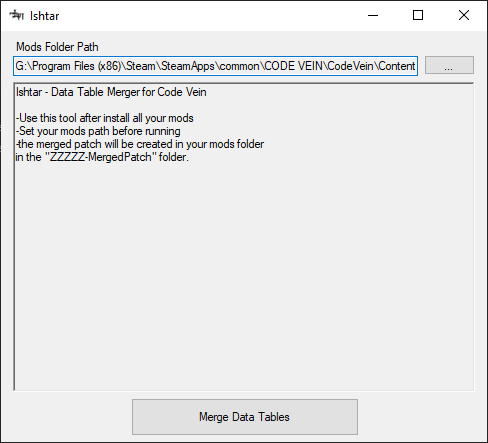 Ishtar
Mods Folder Path
G:\Program Files (x86)\Steam\SteamApps\common\CODE VEIN\CodeVein\Content
...
Ishtar - Data Table Merger for Code Vein
-Use this tool after install all your mods
-Set your mods path before running
-the merged patch will be created in your mods folder
in the "ZZZZZ-MergedPatch" folder.
Merge Data Tables